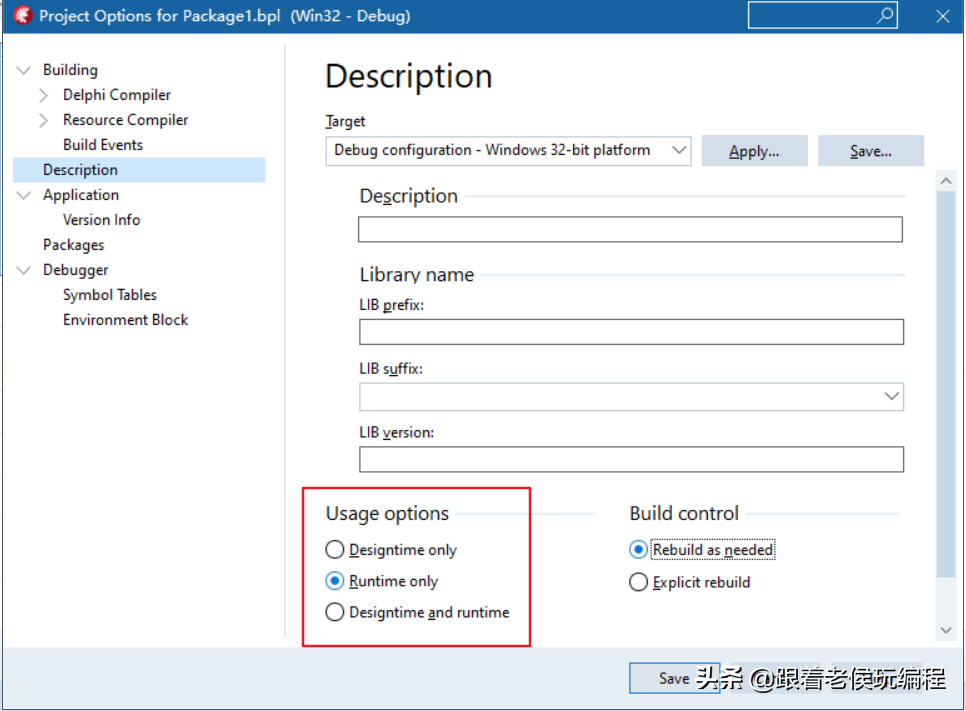 Project Options for Package1.bpl (Win32 - Debug)
Building
Delphi Compiler
Resource Compiler
Build Events
Description
Application
Version Info
Packages
Debugger
Symbol Tables
Environment Block
Description
Target
Debug configuration - Windows 32-bit platform
Apply...
Save...
Description
Library name
LIB prefix:
LIB suffix:
LIB version:
Usage options
Designtime only
Runtime only
Designtime and runtime
Build control
Rebuild as needed
Explicit rebuild
Save
头条 @跟着老侯玩编程